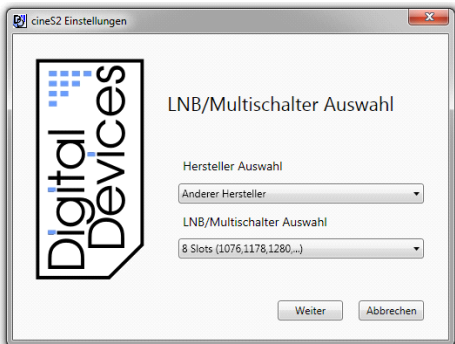 cineS2 Einstellungen
Digital
Devices
LNB/Multischalter Auswahl
Hersteller Auswahl
Anderer Hersteller
LNB/Multischalter Auswahl
8 Slots (1076,1178,1280,...)
Weiter
Abbrechen